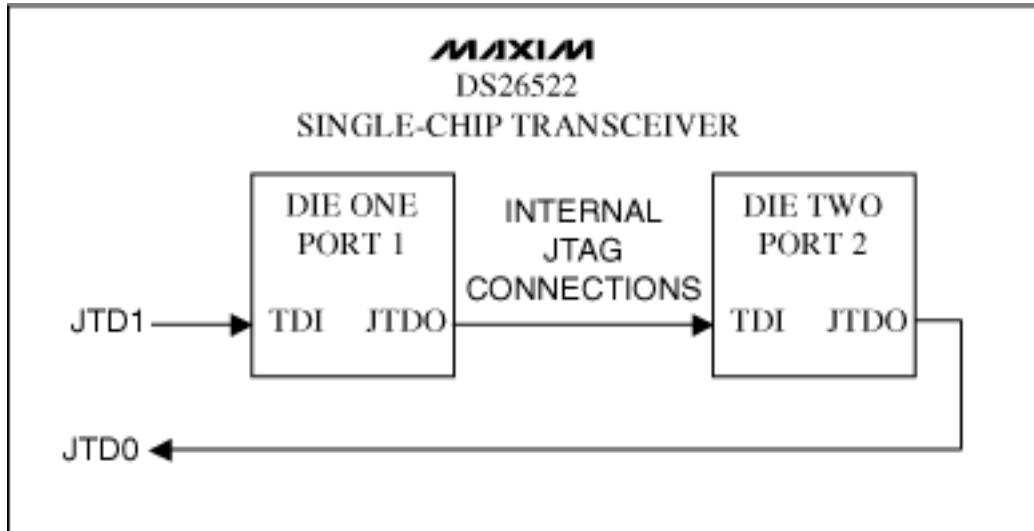 MAXIM
DS26522
SINGLE-CHIP TRANSCEIVER
DIE ONE
PORT 1
INTERNAL
JTAG
CONNECTIONS
DIE TWO
PORT 2
JTD1
TDI JTDO
TDI JTDO
JTD0